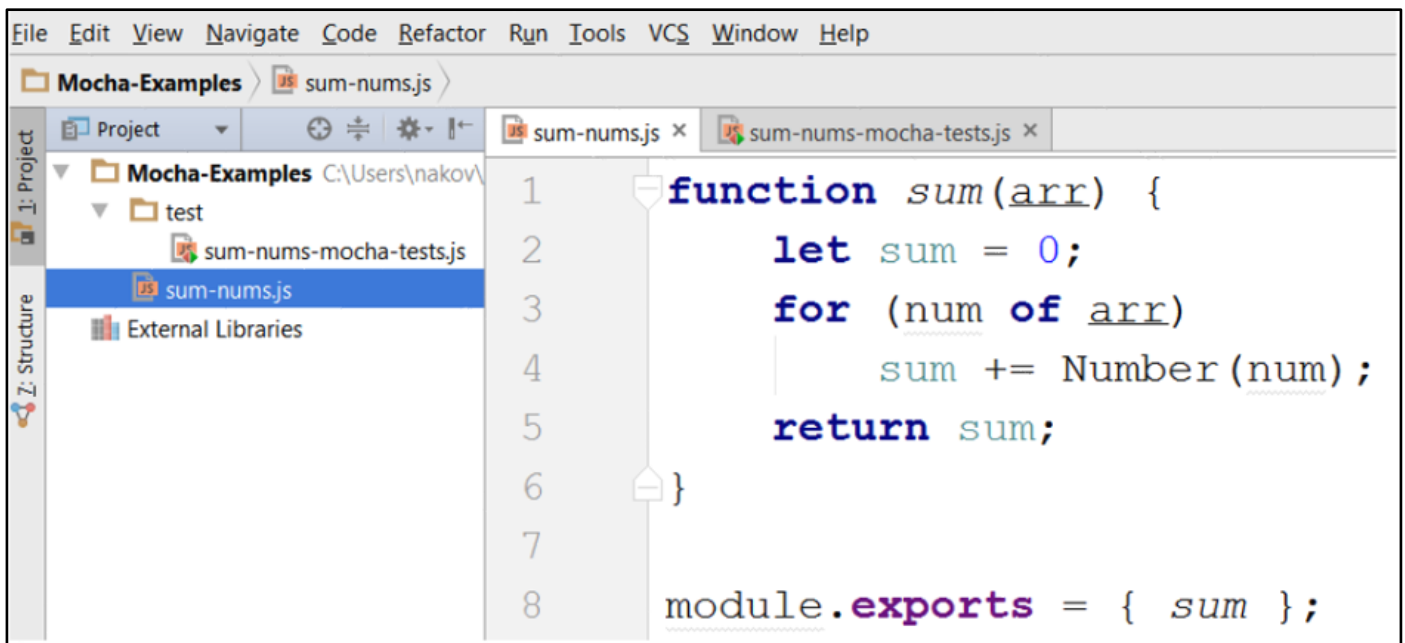 File Edit View Navigate Code Refactor Run Tools VCS Window Help
Mocha-Examples sum-nums.js
1: Project
Project
Mocha-Examples C:\Users\nakov\
test
sum-nums-mocha-tests.js
sum-nums.js
External Libraries
Z: Structure
sum-nums.js × sum-nums-mocha-tests.js ×
1 function sum(arr) {
2 let sum = 0;
3 for (num of arr)
4 sum += Number(num);
5 return sum;
6 }
7
8 module.exports = { sum };